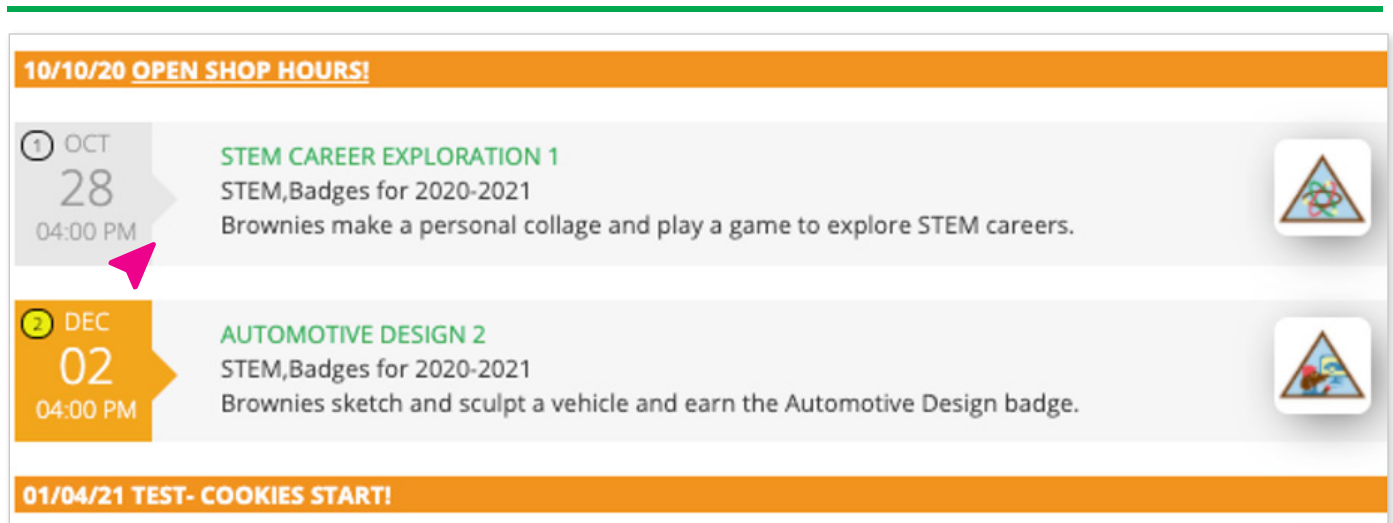 10/10/20 OPEN SHOP HOURS!
1 OCT
28
04:00 PM
STEM CAREER EXPLORATION 1
STEM,Badges for 2020-2021
Brownies make a personal collage and play a game to explore STEM careers.
2 DEC
02
04:00 PM
AUTOMOTIVE DESIGN 2
STEM,Badges for 2020-2021
Brownies sketch and sculpt a vehicle and earn the Automotive Design badge.
01/04/21 TEST- COOKIES START!